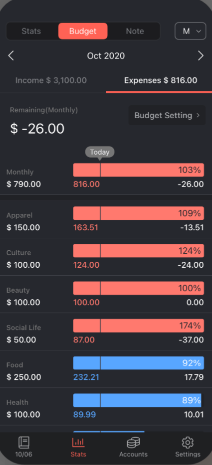 Stats Budget Note M
Oct 2020
Income $ 3,100.00 Expenses $ 816.00
Remaining(Monthly)
$ -26.00
Budget Setting
Today
Monthly 103%
$ 790.00 816.00 -26.00
Apparel 109%
$ 150.00 163.51 -13.51
Culture 124%
$ 100.00 124.00 -24.00
Beauty 100%
$ 100.00 100.00 0.00
Social Life 174%
$ 50.00 87.00 -37.00
Food 92%
$ 250.00 232.21 17.79
Health 89%
$ 100.00 89.99 10.01
10/06 Stats Accounts Settings